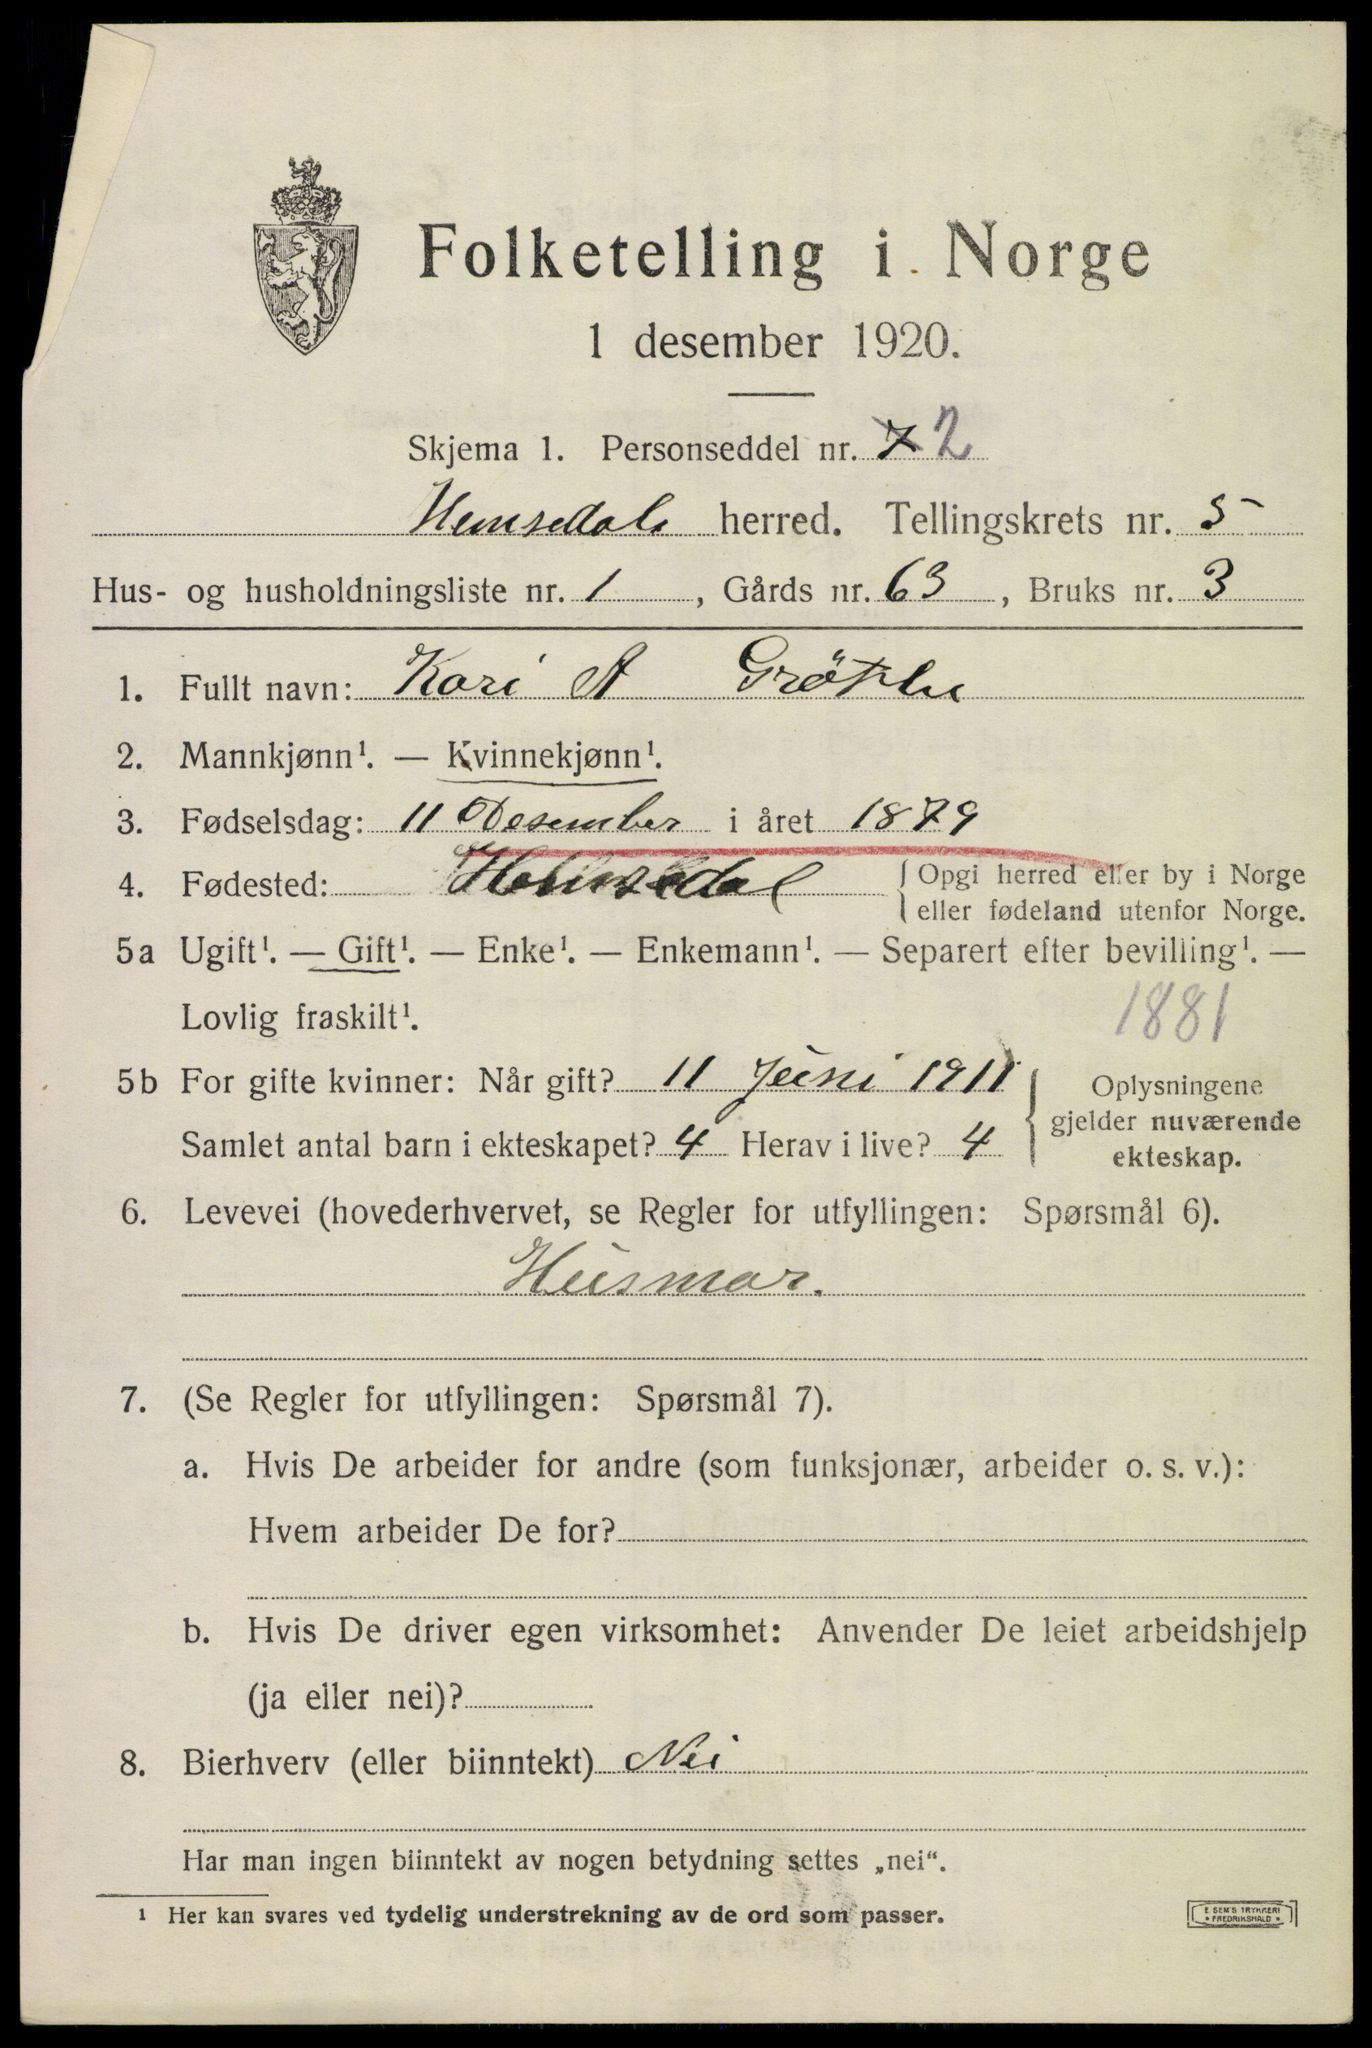 Folketelling i Norge
1 desember 1920.
Skjema 1. Personseddel nr. 7 2
Hemsedals herred. Tellingskrets nr. 5
Hus- og husholdningsliste nr. 1, Gårds nr. 63, Bruks nr. 3
1. Fullt navn: Kari A
2. Mannkjønn¹. — Kvinnekjønn¹.
3. Fødselsdag: 11 Desember i året 1879
4. Fødested: Hemsedal { Opgi herred eller by i Norge
eller fødeland utenfor Norge.
5a Ugift¹. — Gift¹. — Enke¹. — Enkemann¹. — Separert efter bevilling¹. —
Lovlig fraskilt¹.
1881
5b For gifte kvinner: Når gift? 11 Juni 1911
Samlet antal barn i ekteskapet? 4 Herav i live? 4
{ Oplysningene
gjelder nuværende
ekteskap.
6. Levevei (hovederhvervet, se Regler for utfyllingen: Spørsmål 6).
Husmor.
7. (Se Regler for utfyllingen: Spørsmål 7).
a. Hvis De arbeider for andre (som funksjonær, arbeider o. s. v.):
Hvem arbeider De for?
b. Hvis De driver egen virksomhet: Anvender De leiet arbeidshjelp
(ja eller nei)?
8. Bierhverv (eller biinntekt) Nei
Har man ingen biinntekt av nogen betydning settes „nei“.
¹ Her kan svares ved tydelig understrekning av de ord som passer.
E. SEM'S TRYKKERI
• FREDRIKSHALD •